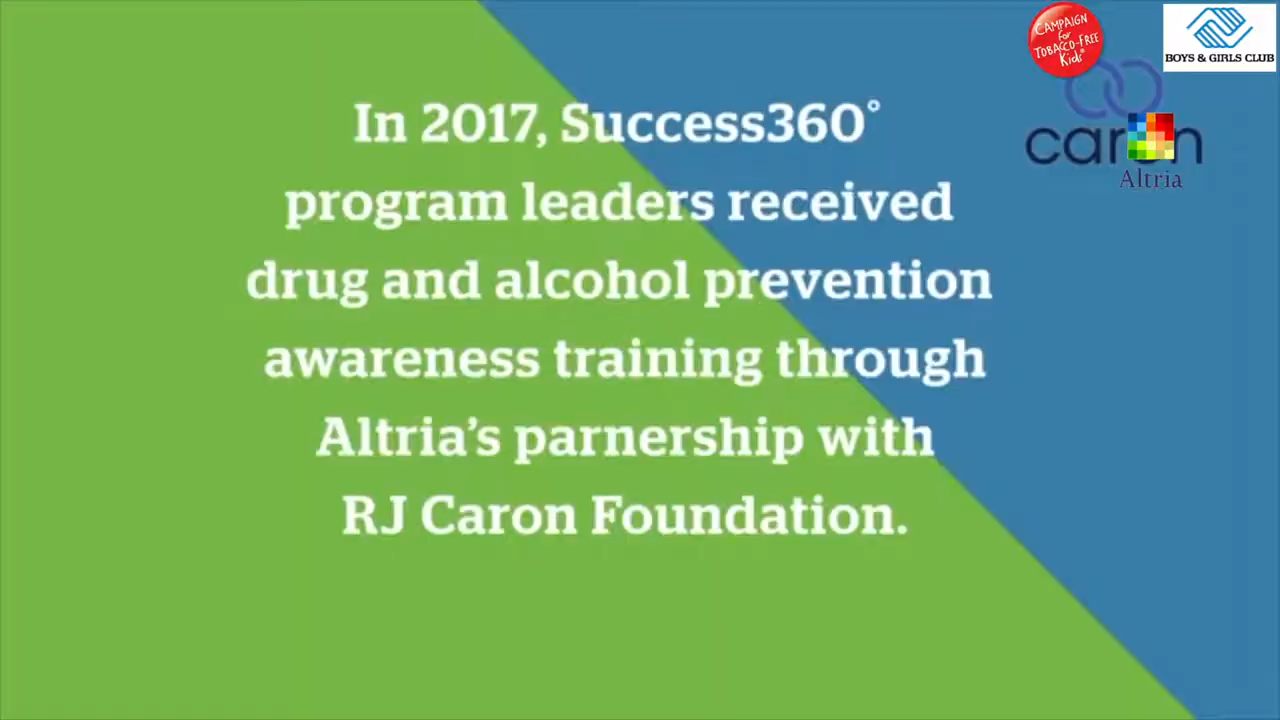 CAMPAIGN
for
TOBACCO-FREE
Kids®
BOYS & GIRLS CLUB
caron
Altria
In 2017, Success360°
program leaders received
drug and alcohol prevention
awareness training through
Altria’s parnership with
RJ Caron Foundation.